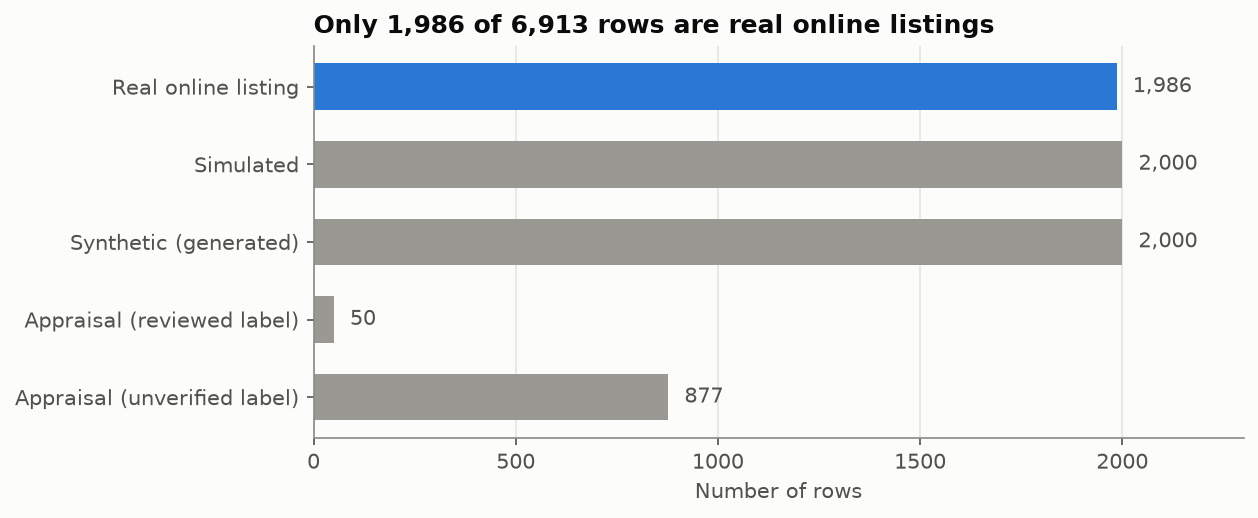 Only 1,986 of 6,913 rows are real online listings
Real online listing 1,986
Simulated 2,000
Synthetic (generated) 2,000
Appraisal (reviewed label) 50
Appraisal (unverified label) 877
0 500 1000 1500 2000
Number of rows